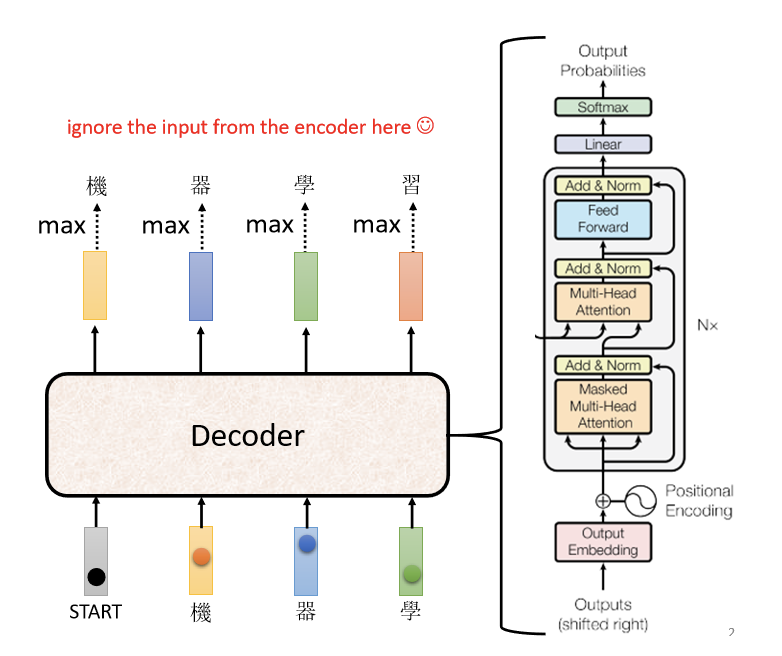 ignore the input from the encoder here ☺
機 器 學 習
max max max max
Decoder
START 機 器 學
Output
Probabilities
Softmax
Linear
Add & Norm
Feed
Forward
Add & Norm
Multi-Head
Attention
N×
Add & Norm
Masked
Multi-Head
Attention
Positional
Encoding
Output
Embedding
Outputs
(shifted right)
2